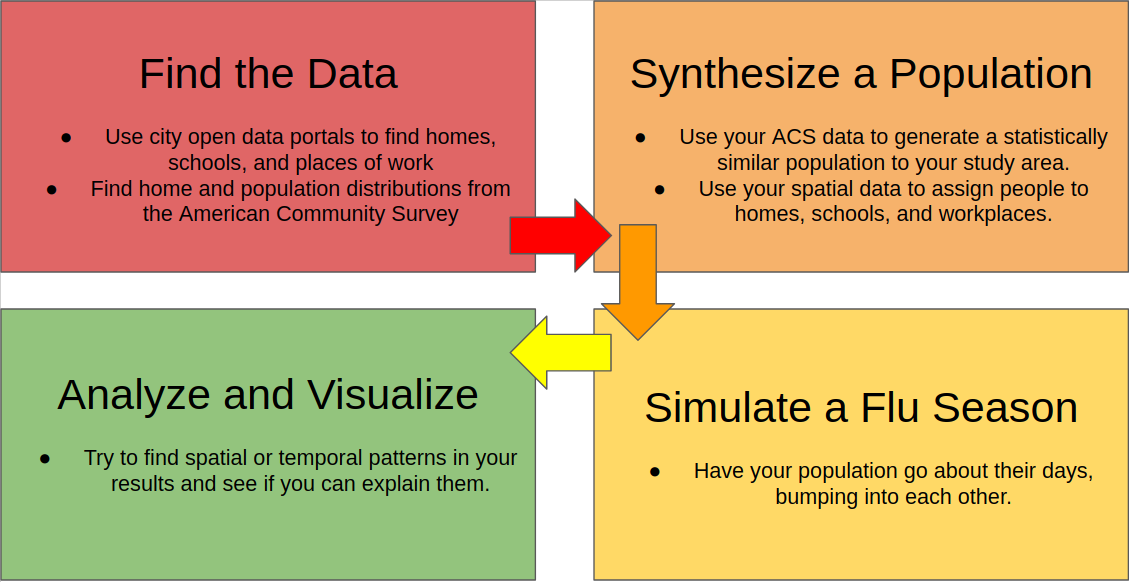 Find the Data
● Use city open data portals to find homes,
schools, and places of work
● Find home and population distributions from
the American Community Survey
Synthesize a Population
● Use your ACS data to generate a statistically
similar population to your study area.
● Use your spatial data to assign people to
homes, schools, and workplaces.
Simulate a Flu Season
● Have your population go about their days,
bumping into each other.
Analyze and Visualize
● Try to find spatial or temporal patterns in your
results and see if you can explain them.